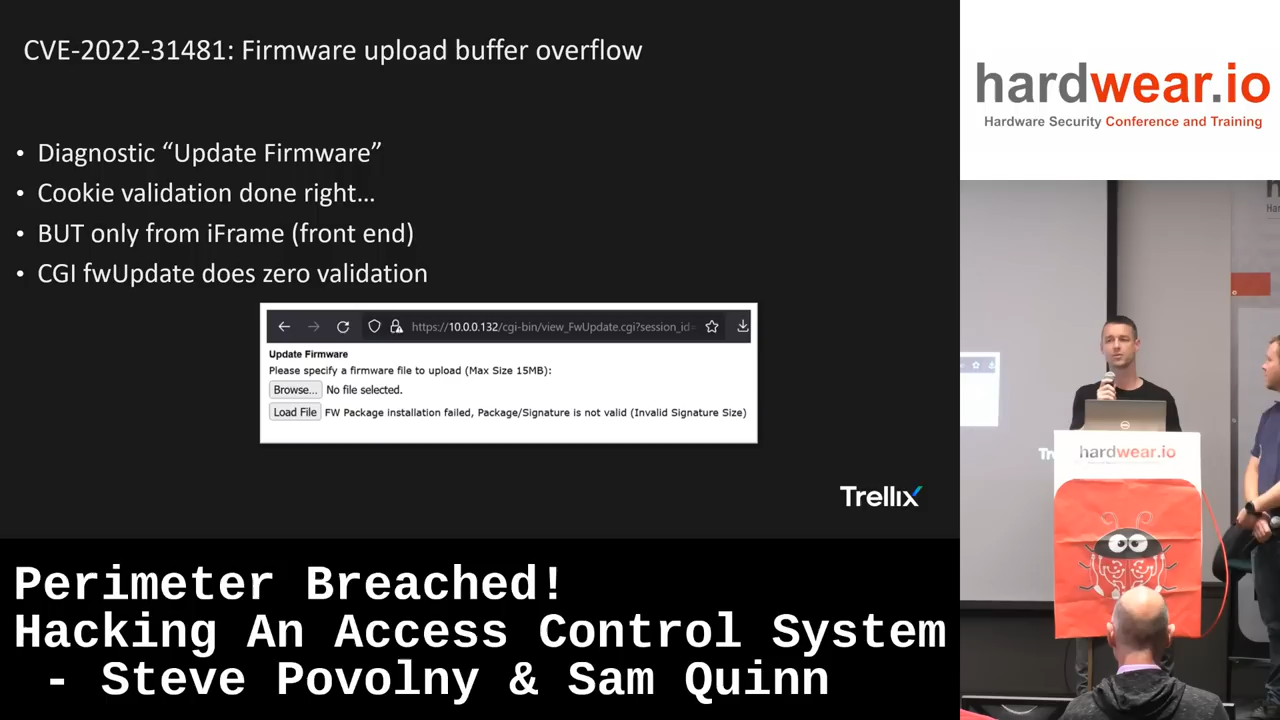 CVE-2022-31481: Firmware upload buffer overflow
• Diagnostic “Update Firmware”
• Cookie validation done right…
• BUT only from iFrame (front end)
• CGI fwUpdate does zero validation
https://10.0.0.132/cgi-bin/view_FwUpdate.cgi?session_id=
Update Firmware
Please specify a firmware file to upload (Max Size 15MB):
Browse... No file selected.
Load File FW Package installation failed, Package/Signature is not valid (Invalid Signature Size)
Trellix
Perimeter Breached!
Hacking An Access Control System
- Steve Povolny & Sam Quinn
hardwear.io
Hardware Security Conference and Training
h
Har
Tr
hardwear.io